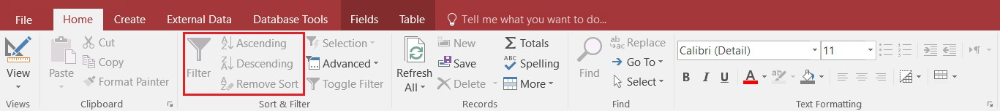 File Home Create External Data Database Tools Fields Table Tell me what you want to do...
View
Paste
Cut
Copy
Format Painter
Filter
Ascending
Descending
Remove Sort
Selection
Advanced
Toggle Filter
Refresh
All
New
Save
Delete
Totals
Spelling
More
Find
Replace
Go To
Select
Calibri (Detail) 11
B I U A
Views Clipboard Sort & Filter Records Find Text Formatting